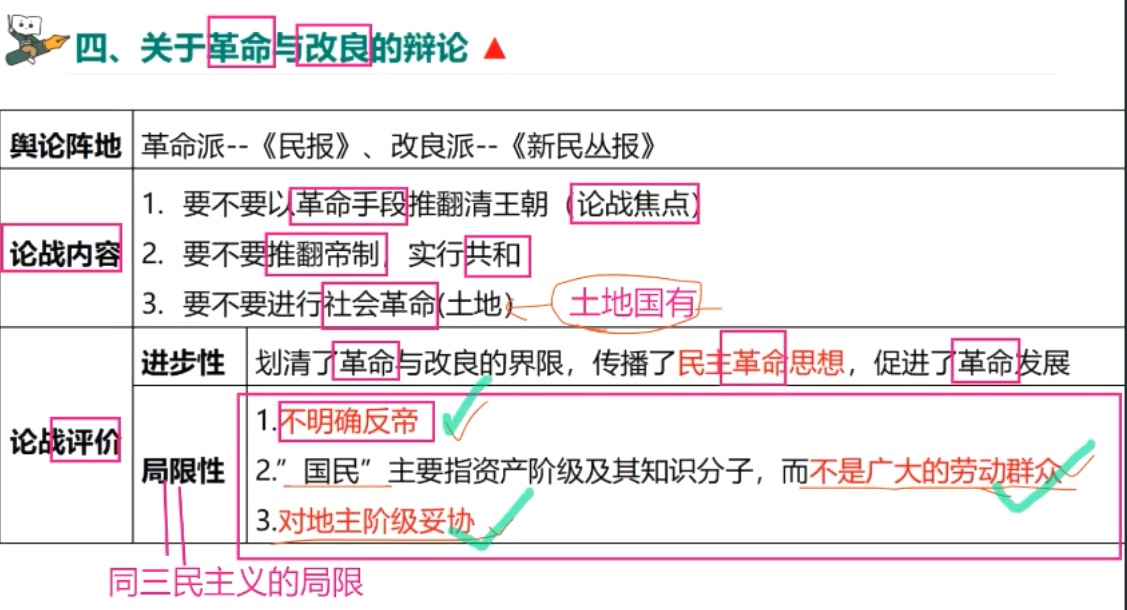 四、关于革命与改良的辩论
舆论阵地 革命派--《民报》、改良派--《新民丛报》
论战内容
1. 要不要以革命手段推翻清王朝（论战焦点）
2. 要不要推翻帝制，实行共和
3. 要不要进行社会革命(土地） 土地国有
论战评价
进步性 划清了革命与改良的界限，传播了民主革命思想，促进了革命发展
局限性
1.不明确反帝
2.”国民”主要指资产阶级及其知识分子，而不是广大的劳动群众
3.对地主阶级妥协
同三民主义的局限